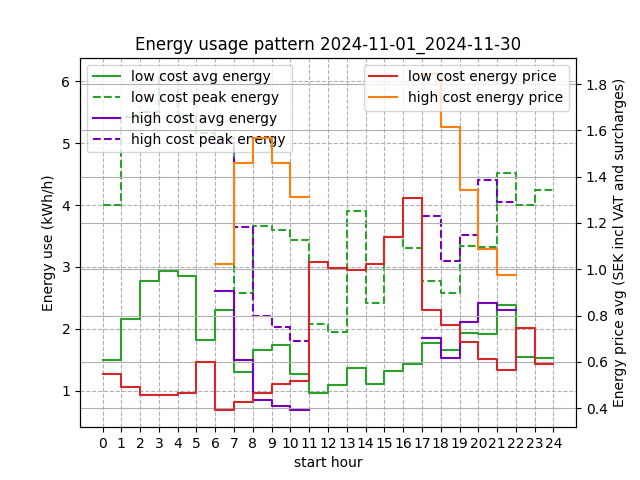 Energy usage pattern 2024-11-01_2024-11-30
low cost avg energy
low cost peak energy
high cost avg energy
high cost peak energy
low cost energy price
high cost energy price
Energy use (kWh/h)
6
5
4
3
2
1
1.8
1.6
1.4
1.2
1.0
0.8
0.6
0.4
Energy price avg (SEK incl VAT and surcharges)
0 1 2 3 4 5 6 7 8 9 10 11 12 13 14 15 16 17 18 19 20 21 22 23 24
start hour